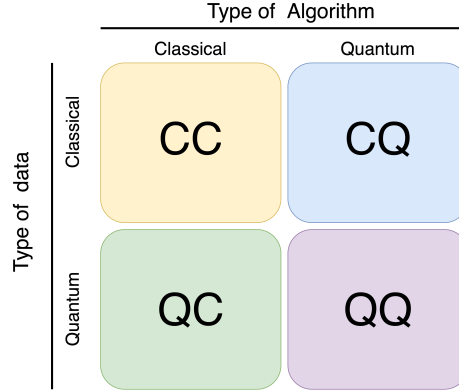 Type of Algorithm
Classical
Quantum
Type of data
Classical
CC
CQ
Quantum
QC
QQ